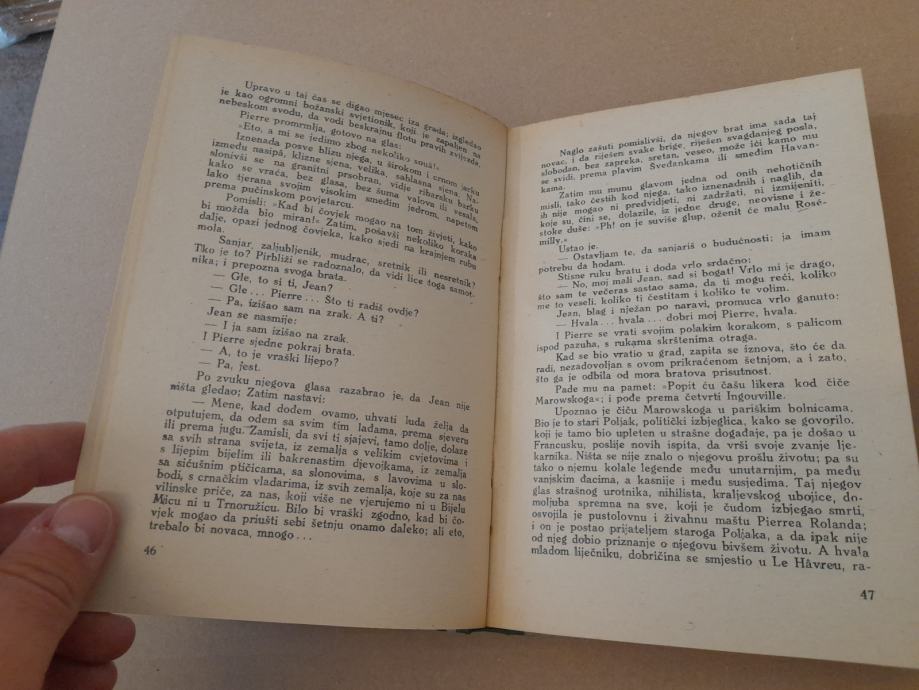 Upravo u taj čas se digao mjesec iza grada; izgledao
je kao ogromni božanski svjetionik, koji je zapaljen na
nebeskom svodu, da vodi beskrajnu flotu pravih zvijezda.
Pierre promrmlja, gotovo na glas:
»Eto, a mi se jedimo zbog nekoliko souâ!«
Iznenada posve blizu njega, u širokom i crnom jarku
između nasipâ, klizne sjena, velika, sablasna sjena. Na-
slonivši se na granitni prsobran, vidje ribarsku barku
kako se vraća, bez glasa, bez šuma valova ili vesala,
lako tjerana svojim visokim smeđim jedrom, napetom
prema pučinskom povjetarcu.
Pomisli: »Kad bi čovjek mogao na tom živjeti, kako
bi možda bio miran!« Zatim, pošavši nekoliko koraka
dalje, opazi jednog čovjeka, kako sjedi na krajnjem rubu
mola.
Sanjar, zaljubljenik, mudrac, sretnik ili nesretnik?
Tko je to? Pirbliži se radoznalo, da vidi lice toga samot-
nika; i prepozna svoga brata.
— Gle, to si ti, Jean?
— Gle... Pierre... Što ti radiš ovdje?
— Pa, izišao sam na zrak. A ti?
Jean se nasmije:
— I ja sam izišao na zrak.
I Pierre sjedne pokraj brata.
— A, to je vraški lijepo?
— Pa, jest.
Po zvuku njegova glasa razabrao je, da Jean nije
ništa gledao; Zatim nastavi:
— Mene, kad dođem ovamo, uhvati luda želja da
otputujem, da odem sa svim tim lađama, prema sjeveru
ili prema jugu. Zamisli, da svi ti sjajevi, tamo dolje, dolaze
sa svih strana svijeta, iz zemalja s velikim cvjetovima i
s lijepim bijelim ili bakrenastim djevojkama, iz zemalja
sa sićušnim ptičicama, sa slonovima, s lavovima u slo-
bodi, s crnačkim vladarima, iz svih zemalja, koje su za nas
vilinske priče, za nas, koji više ne vjerujemo ni u Bijelu
Micu ni u Trnoružicu. Bilo bi vraški zgodno, kad bi čo-
vjek mogao da priušti sebi šetnju onamo daleko; ali eto,
trebalo bi novaca, mnogo...
46
Naglo zašuti pomislivši, da njegov brat ima sada taj
novac, i da riješen svake brige, riješen svagdanjeg posla,
slobodan, bez zapreka, sretan, veseo, može ići kamo mu
se svidi, prema plavim Šveđankama ili smeđim Havan-
kama.
Zatim mu munu glavom jedna od onih nehotičnih
misli, tako čestih kod njega, tako iznenadnih i naglih, da
ih nije mogao ni predvidjeti, ni zadržati, ni izmijeniti,
koje su, čini se, dolazile, iz jedne druge, neovisne i že-
stoke duše: »Ph! on je suviše glup, oženit će malu Rosé-
milly.«
Ustao je.
— Ostavljam te, da sanjariš o budućnosti; ja imam
potrebu da hodam.
Stisne ruku bratu i doda vrlo srdačno:
— No, moj mali Jean, sad si bogat! Vrlo mi je drago,
što sam te večeras sastao sama, da ti mogu reći, koliko
me to veseli, koliko ti čestitam i koliko te volim.
Jean, blag i nježan po naravi, promuca vrlo ganuto:
— Hvala... hvala... dobri moj Pierre, hvala.
I Pierre se vrati svojim polakim korakom, s palicom
ispod pazuha, s rukama skrštenima otraga.
Kad se bio vratio u grad, zapita se iznova, što će da
radi, nezadovoljan s ovom prikraćenom šetnjom, a i zato,
što ga je odbila od mora bratova prisutnost.
Pade mu na pamet: »Popit ću čašu likera kod čiče
Marowskoga«; i pođe prema četvrti Ingouville.
Upoznao je čiču Marowskoga u pariškim bolnicama.
Bio je to stari Poljak, politički izbjeglica, kako se govorilo,
koji je tamo bio upleten u strašne događaje, pa je došao u
Francusku, poslije novih ispita, da vrši svoje zvanje lje-
karnika. Ništa se nije znalo o njegovu prošlu životu; pa su
tako o njemu kolale legende među unutarnjim, pa među
vanjskim đacima, a kasnije i među susjedima. Taj njegov
glas strašnog urotnika, nihilista, kraljevskog ubojice, do-
moljuba spremna na sve, koji je čudom izbjegao smrti,
osvojila je pustolovnu i živahnu maštu Pierrea Rolanda;
i on je postao prijateljem staroga Poljaka, a da ipak nije
od njeg dobio priznanje o njegovu bivšem životu. A hvala
mladom liječniku, dobričina se smjestio u Le Hâvreu, ra-
47